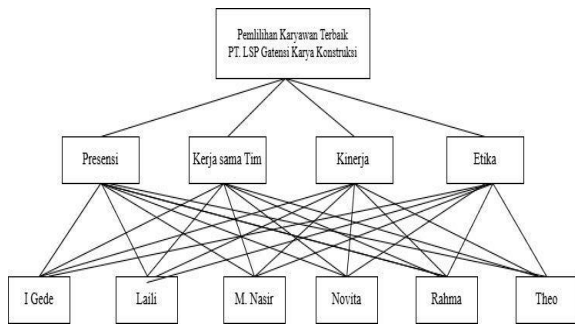 Pemlilihan Karyawan Terbaik
PT. LSP Gatensi Karya Konstruksi
Presensi
Kerja sama Tim
Kinerja
Etika
I Gede
Laili
M. Nasir
Novita
Rahma
Theo